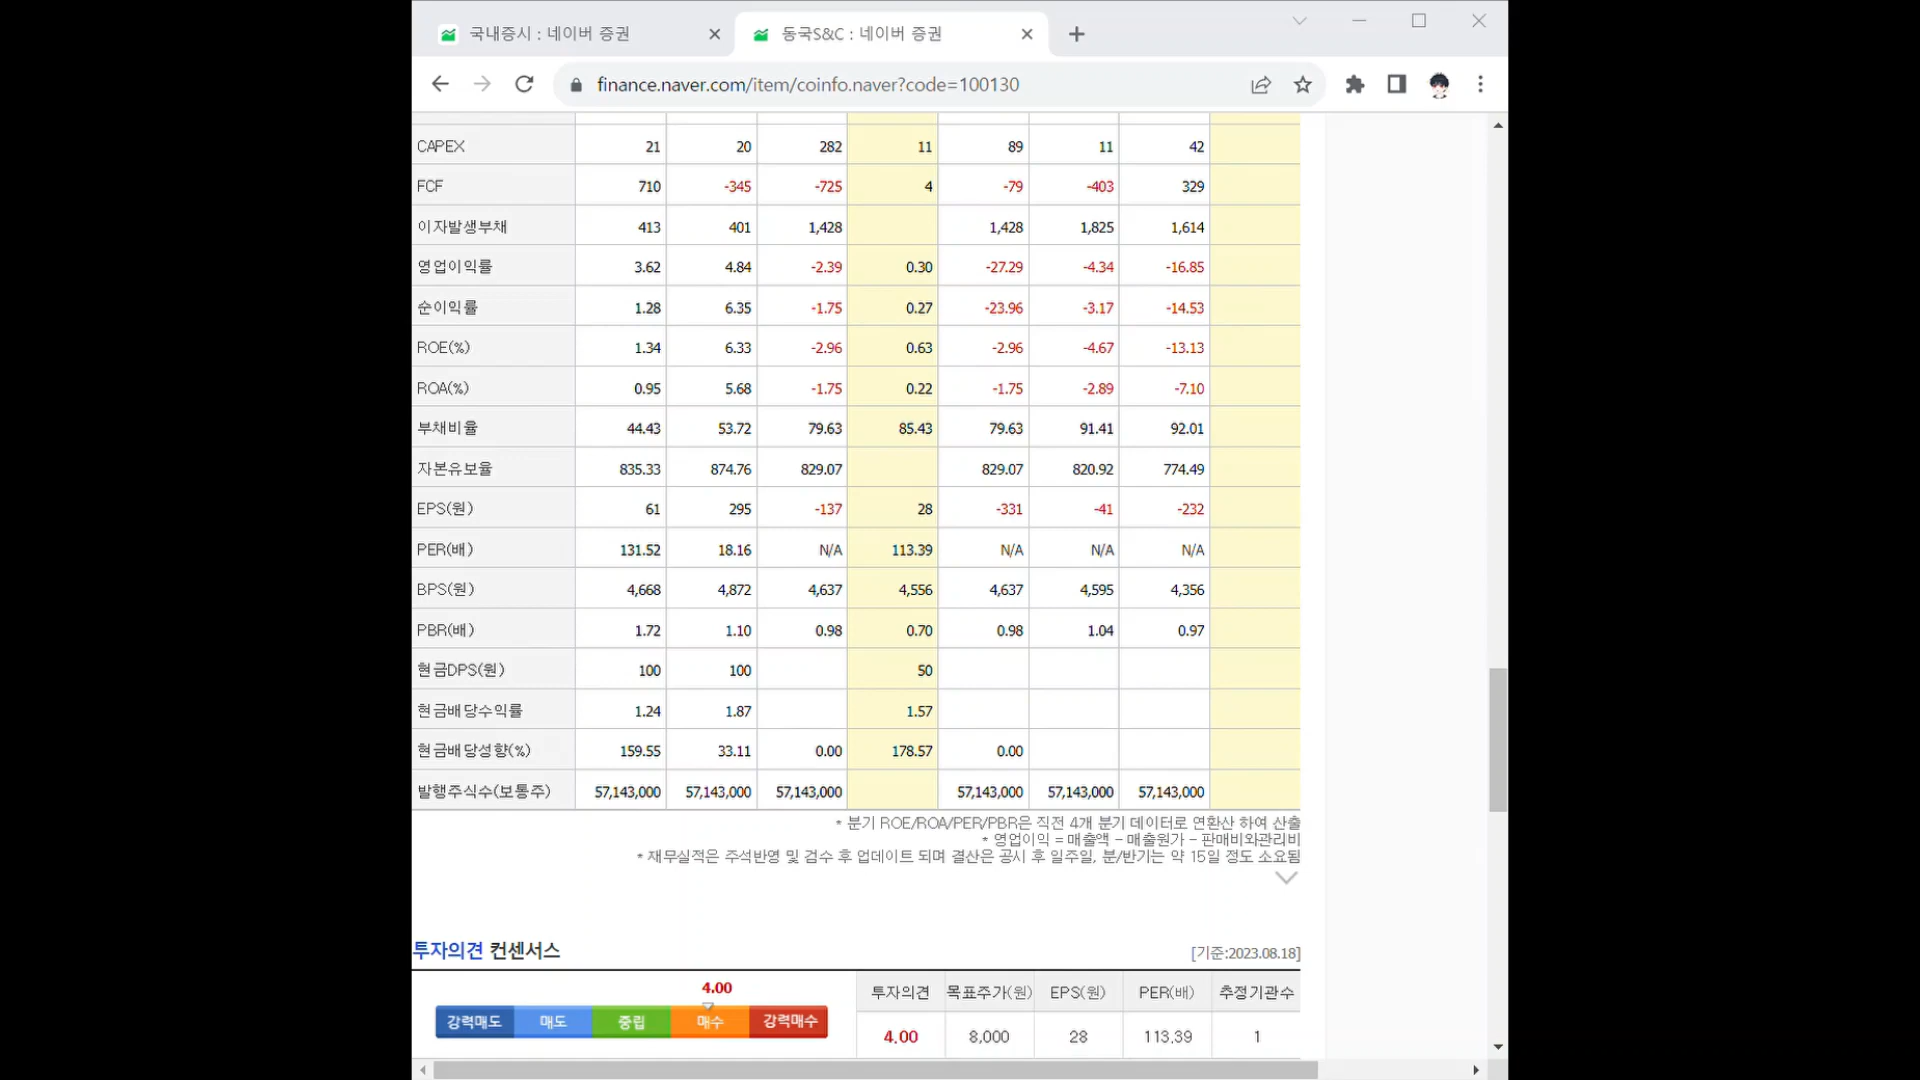 국내증시 : 네이버 증권
동국S&C : 네이버 증권
finance.naver.com/item/coinfo.naver?code=100130
CAPEX 21 20 282 11 89 11 42
FCF 710 -345 -725 4 -79 -403 329
이자발생부채 413 401 1,428 1,428 1,825 1,614
영업이익률 3.62 4.84 -2.39 0.30 -27.29 -4.34 -16.85
순이익률 1.28 6.35 -1.75 0.27 -23.96 -3.17 -14.53
ROE(%) 1.34 6.33 -2.96 0.63 -2.96 -4.67 -13.13
ROA(%) 0.95 5.68 -1.75 0.22 -1.75 -2.89 -7.10
부채비율 44.43 53.72 79.63 85.43 79.63 91.41 92.01
자본유보율 835.33 874.76 829.07 829.07 820.92 774.49
EPS(원) 61 295 -137 28 -331 -41 -232
PER(배) 131.52 18.16 N/A 113.39 N/A N/A N/A
BPS(원) 4,668 4,872 4,637 4,556 4,637 4,595 4,356
PBR(배) 1.72 1.10 0.98 0.70 0.98 1.04 0.97
현금DPS(원) 100 100 50
현금배당수익률 1.24 1.87 1.57
현금배당성향(%) 159.55 33.11 0.00 178.57 0.00
발행주식수(보통주) 57,143,000 57,143,000 57,143,000 57,143,000 57,143,000 57,143,000
* 분기 ROE/ROA/PER/PBR은 직전 4개 분기 데이터로 연환산 하여 산출
* 영업이익 = 매출액 - 매출원가 - 판매비와관리비
* 재무실적은 주석반영 및 검수 후 업데이트 되며 결산은 공시 후 일주일, 분/반기는 약 15일 정도 소요됨
투자의견 컨센서스 [기준:2023.08.18]
4.00
강력매도 매도 중립 매수 강력매수
투자의견 목표주가(원) EPS(원) PER(배) 추정기관수
4.00 8,000 28 113.39 1